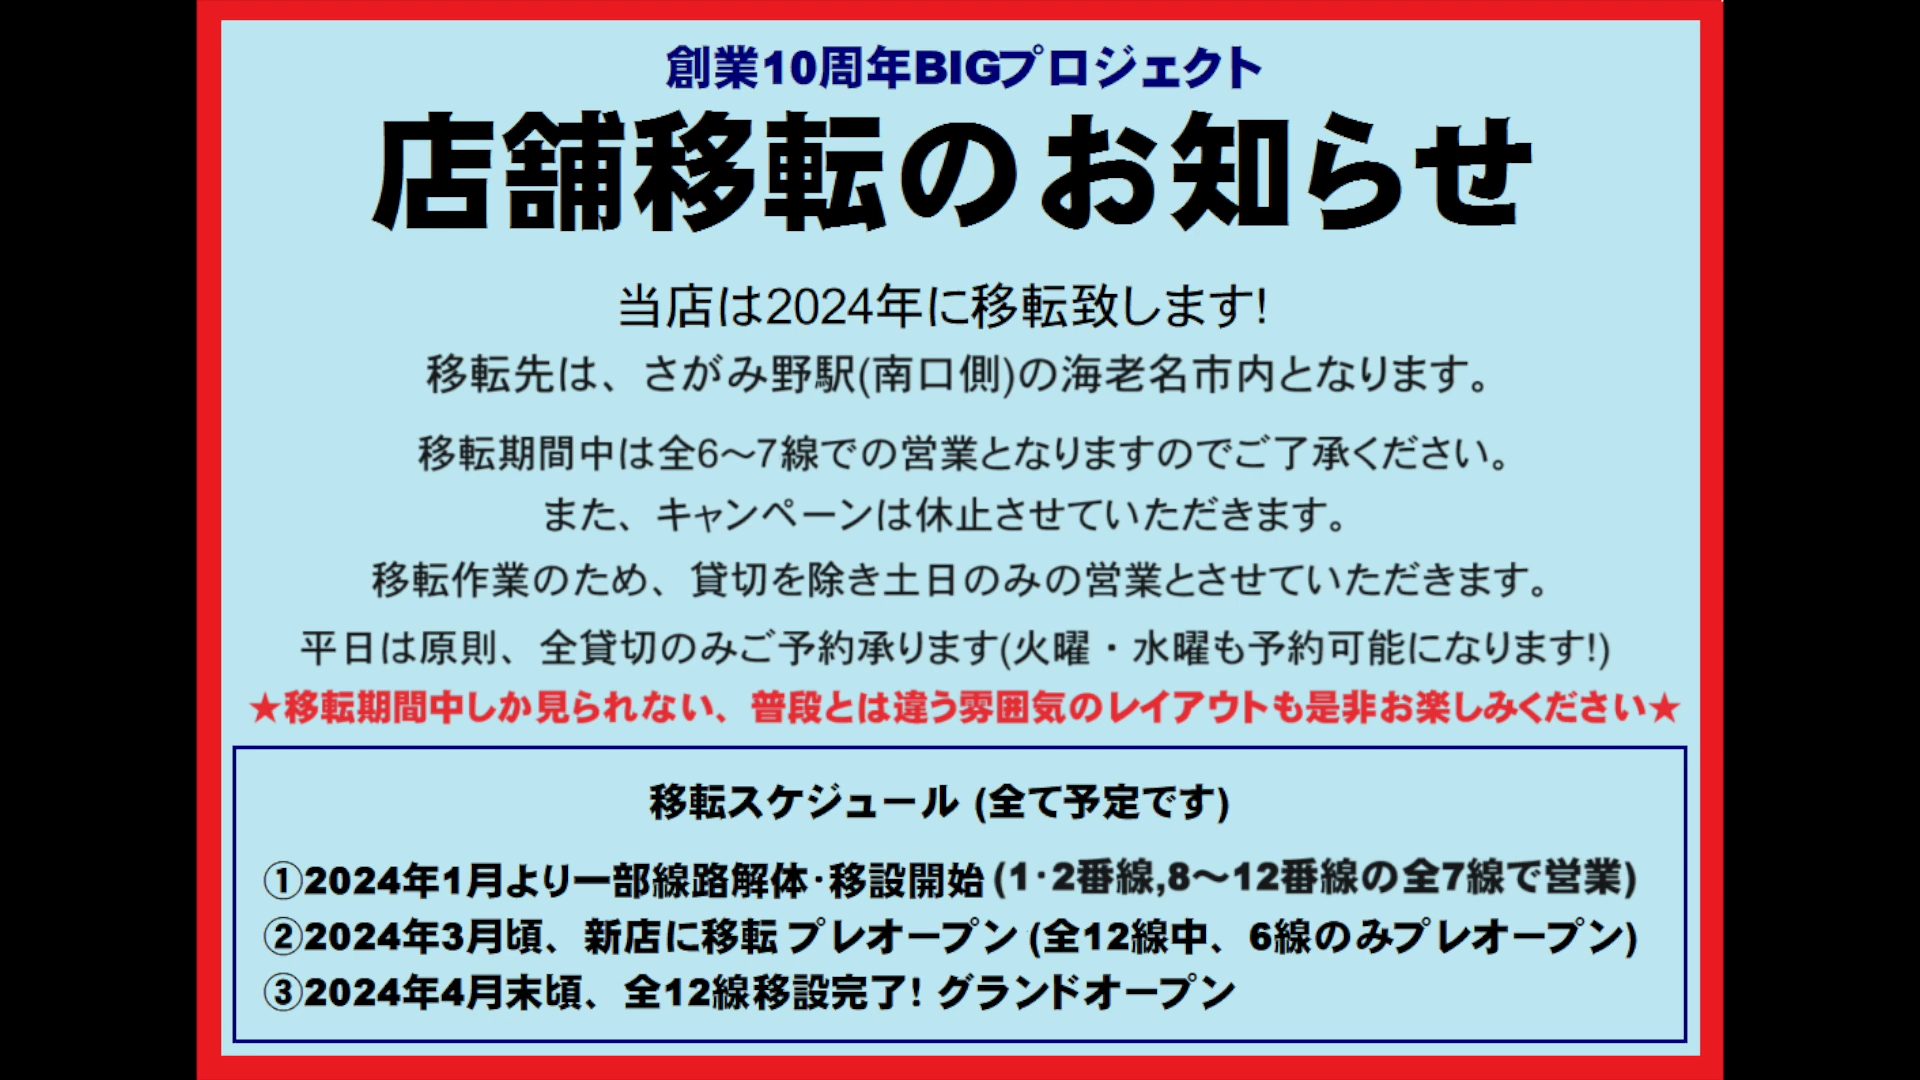 創業10周年BIGプロジェクト
店舗移転のお知らせ
当店は2024年に移転致します!
移転先は、さがみ野駅(南口側)の海老名市内となります。
移転期間中は全6～7線での営業となりますのでご了承ください。
また、キャンペーンは休止させていただきます。
移転作業のため、貸切を除き土日のみの営業とさせていただきます。
平日は原則、全貸切のみご予約承ります(火曜・水曜も予約可能になります!)
★移転期間中しか見られない、普段とは違う雰囲気のレイアウトも是非お楽しみください★
移転スケジュール (全て予定です)
①2024年1月より一部線路解体･移設開始 (1･2番線,8～12番線の全7線で営業)
②2024年3月頃、新店に移転 プレオープン (全12線中、6線のみプレオープン)
③2024年4月末頃、全12線移設完了! グランドオープン